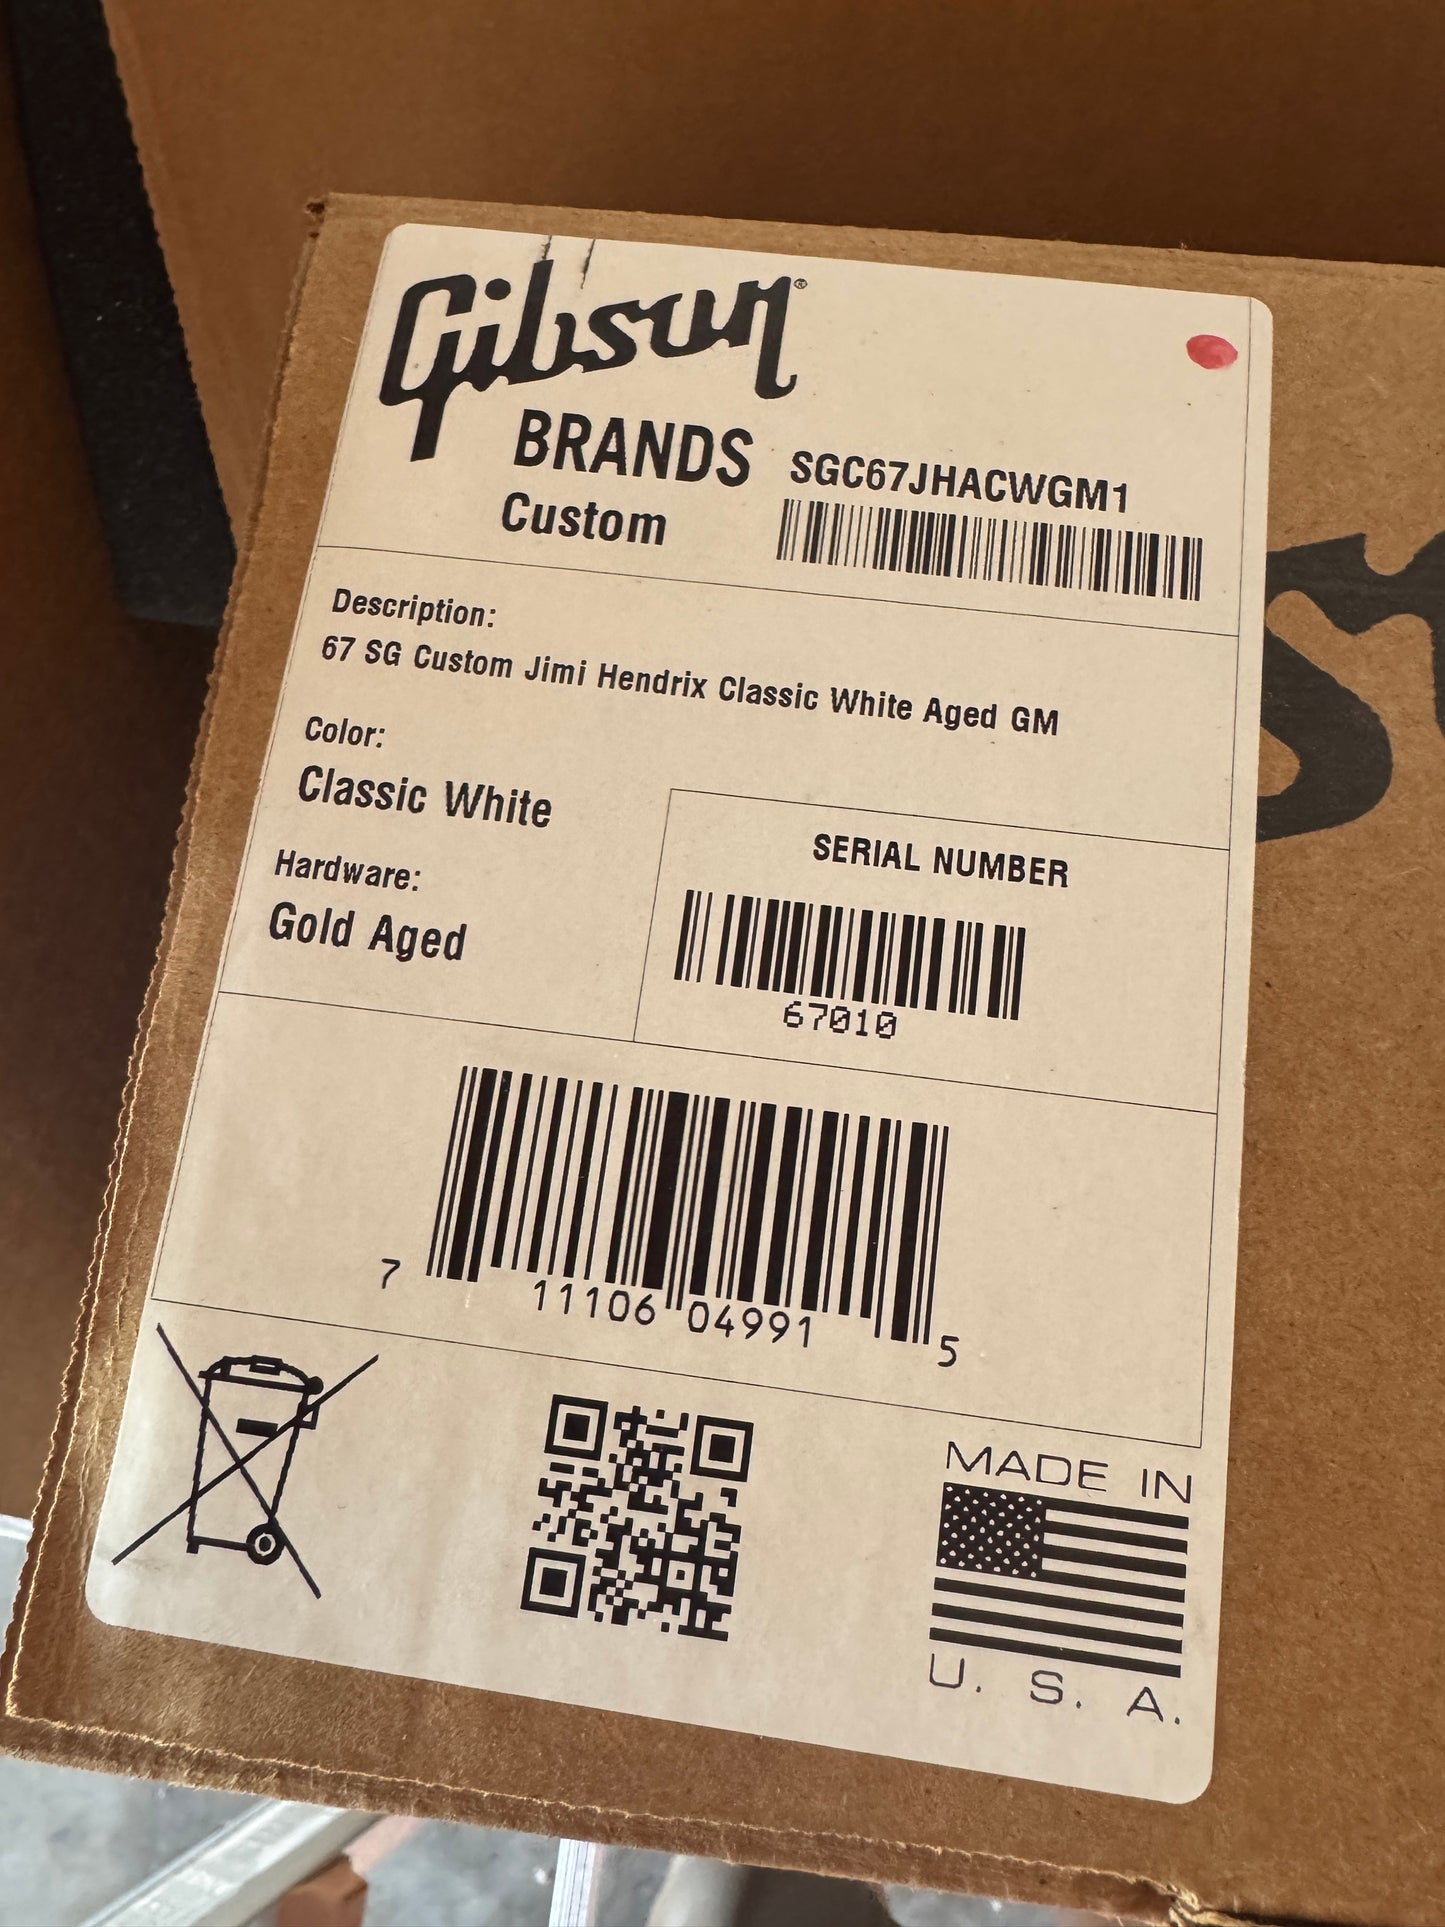 Gibson®
BRANDS
Custom
SGC67JHACWGM1
Description:
67 SG Custom Jimi Hendrix Classic White Aged GM
Color:
Classic White
Hardware:
Gold Aged
SERIAL NUMBER
67010
7 11106 04991 5
MADE IN
U. S. A.